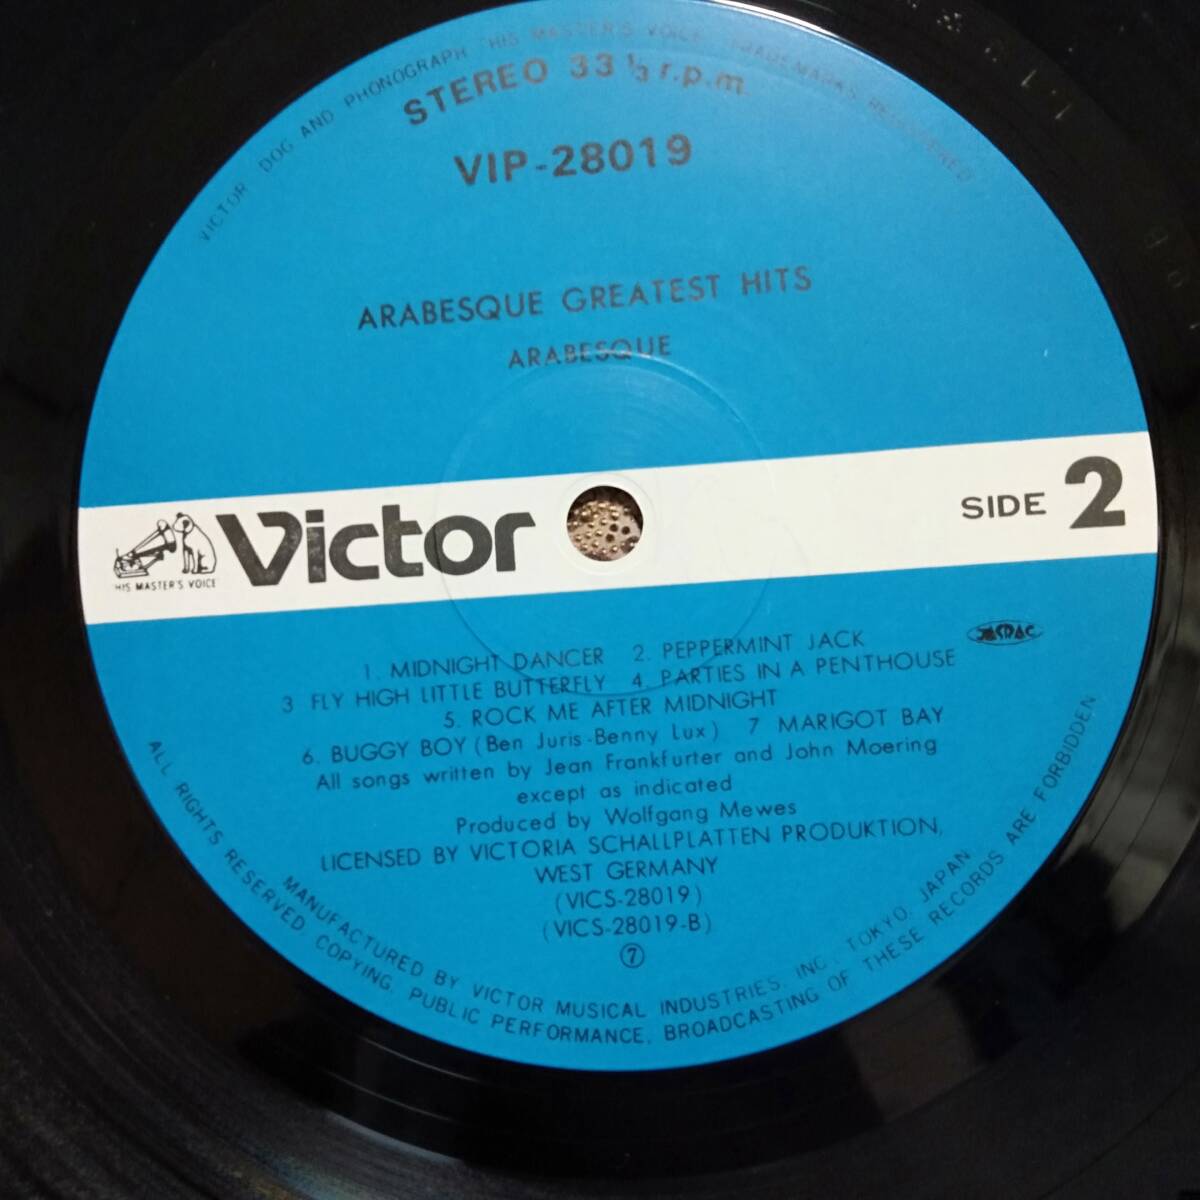 VICTOR DOG AND PHONOGRAPH "HIS MASTER'S VOICE" TRADEMARKS REGISTERED
STEREO 33 1/3 r.p.m.
VIP-28019
ARABESQUE GREATEST HITS
ARABESQUE
HIS MASTER'S VOICE
Victor
SIDE 2
JASRAC
1. MIDNIGHT DANCER 2. PEPPERMINT JACK
3 FLY HIGH LITTLE BUTTERFLY 4. PARTIES IN A PENTHOUSE
5. ROCK ME AFTER MIDNIGHT
6. BUGGY BOY (Ben Juris-Benny Lux) 7 MARIGOT BAY
All songs written by Jean Frankfurter and John Moering
except as indicated
Produced by Wolfgang Mewes
LICENSED BY VICTORIA SCHALLPLATTEN PRODUKTION,
WEST GERMANY
(VICS-28019)
(VICS-28019-B)
⑦
MANUFACTURED BY VICTOR MUSICAL INDUSTRIES, INC., TOKYO, JAPAN
ALL RIGHTS RESERVED. COPYING, PUBLIC PERFORMANCE, BROADCASTING OF THESE RECORDS ARE FORBIDDEN